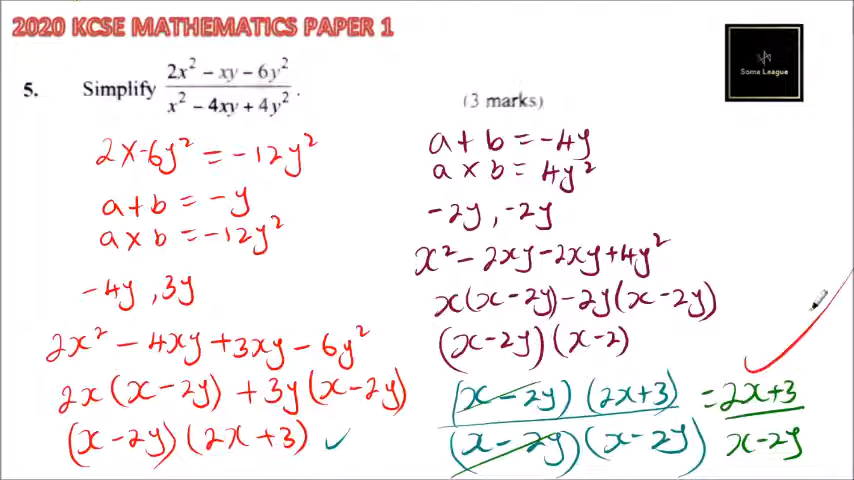 2020 KCSE MATHEMATICS PAPER 1
Soma League
5. Simplify (2x² - xy - 6y²)/(x² - 4xy + 4y²). (3 marks)
2x-6y² = -12y²
a+b = -y
a x b = -12y²
-4y, 3y
2x² - 4xy + 3xy - 6y²
2x(x-2y) + 3y(x-2y)
(x-2y)(2x+3) ✓
a+b = -4y
a x b = 4y²
-2y, -2y
x² - 2xy - 2xy + 4y²
x(x-2y) - 2y(x-2y)
(x-2y)(x-2)
(x-2y)(2x+3) = 2x+3
(x-2y)(x-2y) x-2y